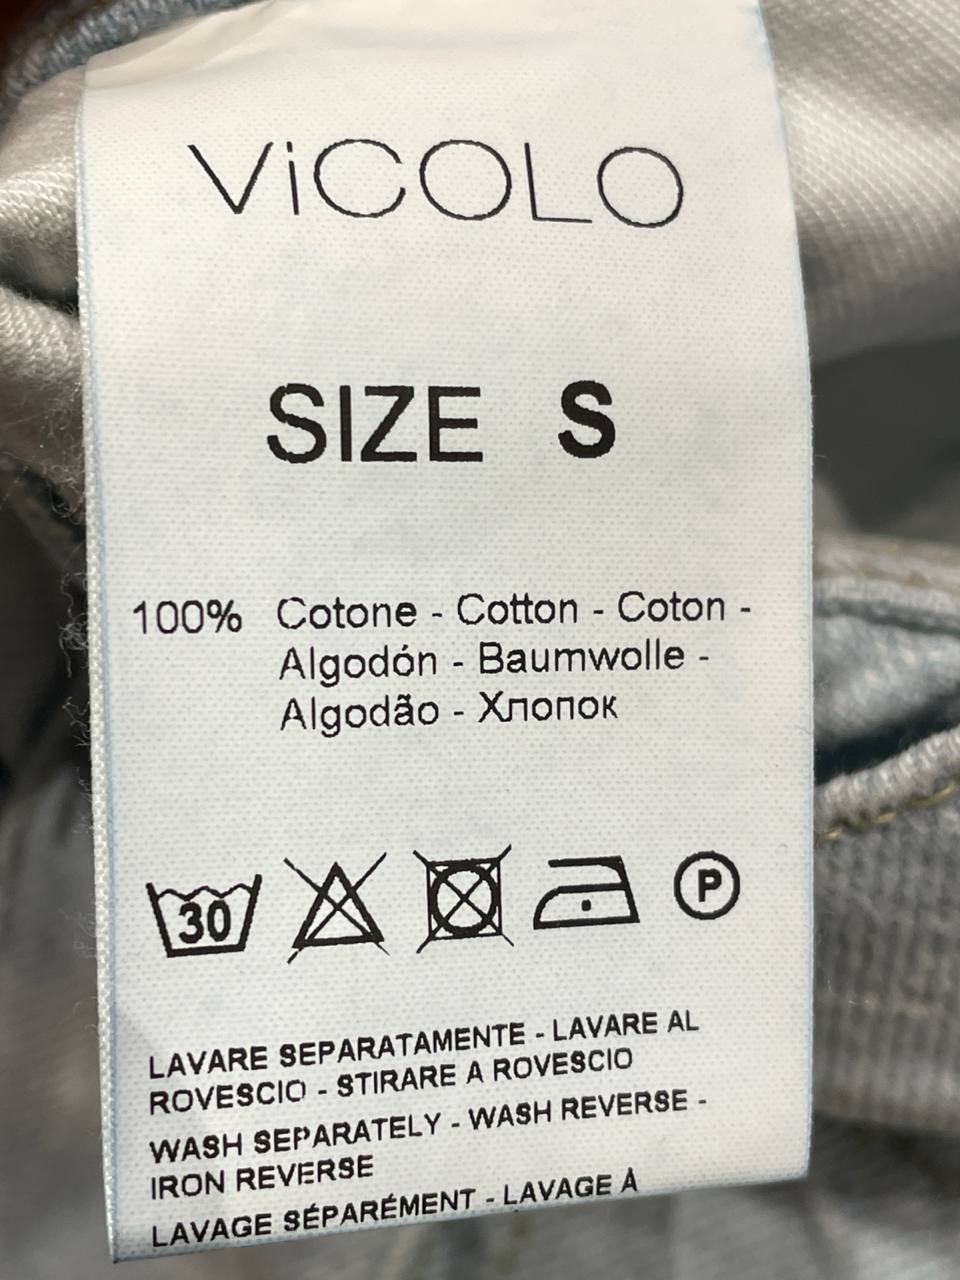 ViCOLO
SIZE S
100% Cotone - Cotton - Coton -
Algodón - Baumwolle -
Algodão - Хлопок
30
P
LAVARE SEPARATAMENTE - LAVARE AL
ROVESCIO - STIRARE A ROVESCIO
WASH SEPARATELY - WASH REVERSE -
IRON REVERSE
LAVAGE SÉPARÉMENT - LAVAGE À